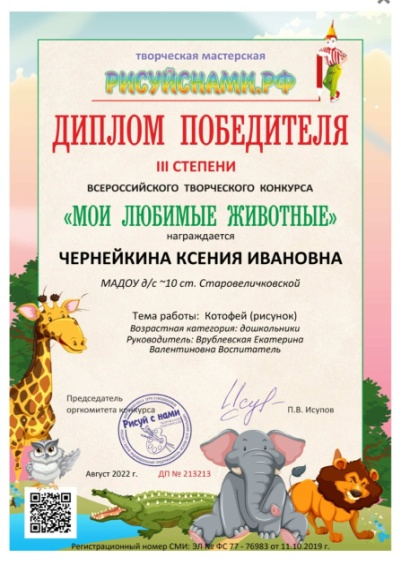 творческая мастерская
РИСУЙСНАМИ.РФ
ДИПЛОМ ПОБЕДИТЕЛЯ
III СТЕПЕНИ
ВСЕРОССИЙСКОГО ТВОРЧЕСКОГО КОНКУРСА
«МОИ ЛЮБИМЫЕ ЖИВОТНЫЕ»
награждается
ЧЕРНЕЙКИНА КСЕНИЯ ИВАНОВНА
МАДОУ д/с ~10 ст. Старовеличковской
Тема работы: Котофей (рисунок)
Возрастная категория: дошкольники
Руководитель: Врублевская Екатерина
Валентиновна Воспитатель
Председатель
оргкомитета конкурса
П.В. Исупов
Рисуй с нами
Август 2022 г. ДП № 213213
Регистрационный номер СМИ: ЭЛ № ФС 77 - 76983 от 11.10.2019 г.